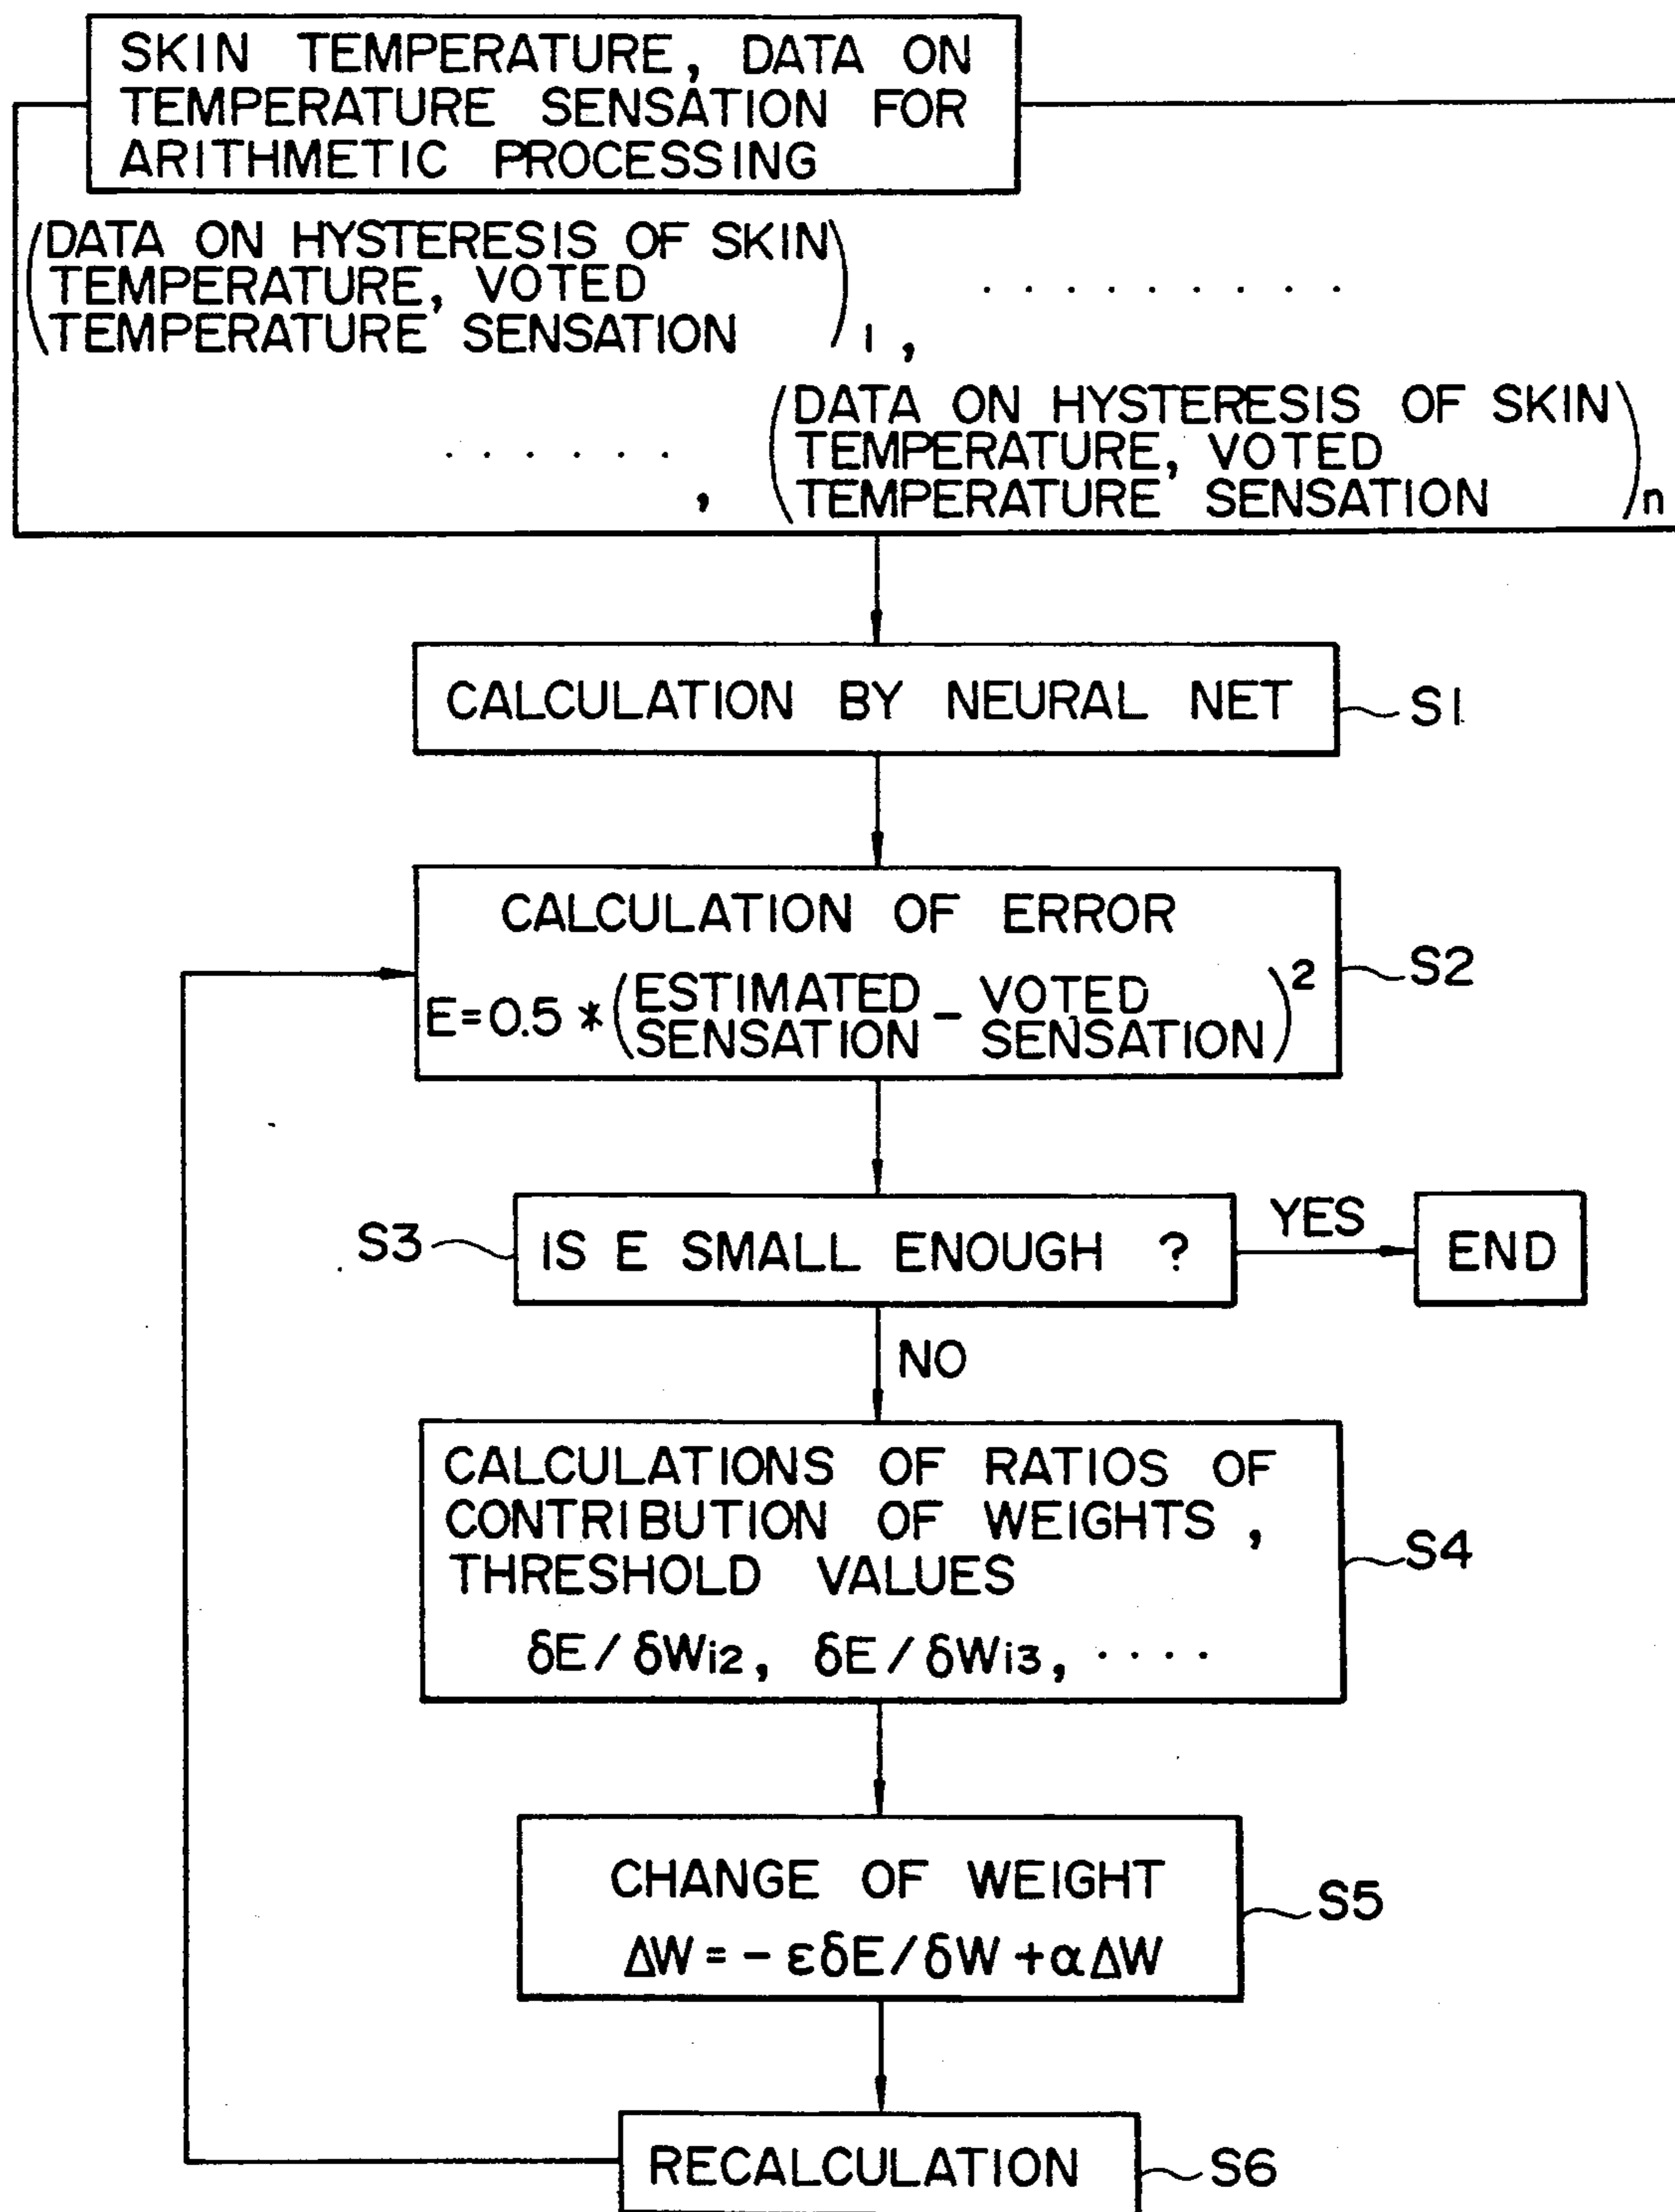 SKIN TEMPERATURE, DATA ON
TEMPERATURE SENSATION FOR
ARITHMETIC PROCESSING
(DATA ON HYSTERESIS OF SKIN
TEMPERATURE, VOTED
TEMPERATURE SENSATION)1, ..........
......, (DATA ON HYSTERESIS OF SKIN
TEMPERATURE, VOTED
TEMPERATURE SENSATION)n
CALCULATION BY NEURAL NET
S1
CALCULATION OF ERROR
E=0.5*(ESTIMATED SENSATION - VOTED SENSATION)²
S2
S3
IS E SMALL ENOUGH ?
YES
END
NO
CALCULATIONS OF RATIOS OF
CONTRIBUTION OF WEIGHTS,
THRESHOLD VALUES
δE/δWi2, δE/δWi3, ....
S4
CHANGE OF WEIGHT
ΔW = -εδE/δW+αΔW
S5
RECALCULATION
S6